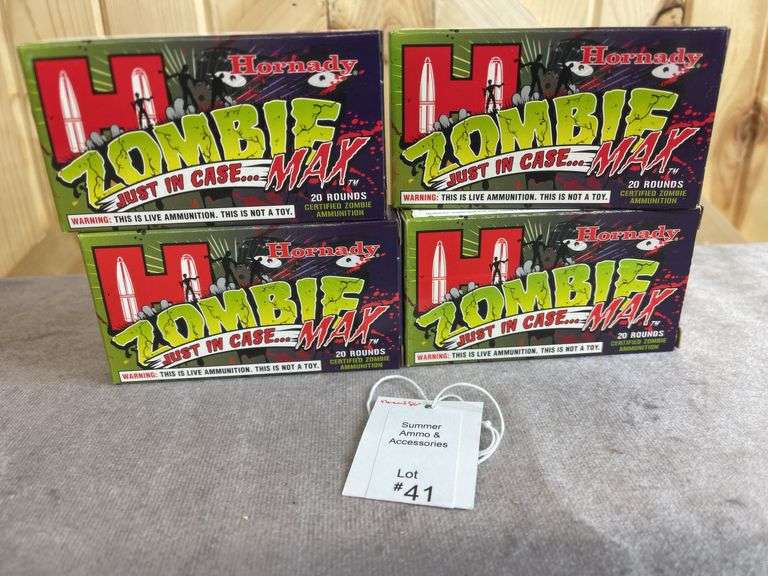 Hornady
ZOMBIE
JUST IN CASE... MAX™
20 ROUNDS
CERTIFIED ZOMBIE
AMMUNITION
WARNING: THIS IS LIVE AMMUNITION. THIS IS NOT A TOY.
Hornady
ZOMBIE
JUST IN CASE... MAX™
20 ROUNDS
CERTIFIED ZOMBIE
AMMUNITION
WARNING: THIS IS LIVE AMMUNITION. THIS IS NOT A TOY.
Hornady
ZOMBIE
JUST IN CASE... MAX™
20 ROUNDS
CERTIFIED ZOMBIE
AMMUNITION
WARNING: THIS IS LIVE AMMUNITION. THIS IS NOT A TOY.
Hornady
ZOMBIE
JUST IN CASE... MAX™
20 ROUNDS
CERTIFIED ZOMBIE
AMMUNITION
WARNING: THIS IS LIVE AMMUNITION. THIS IS NOT A TOY.
Summer
Ammo &
Accessories
Lot
#41